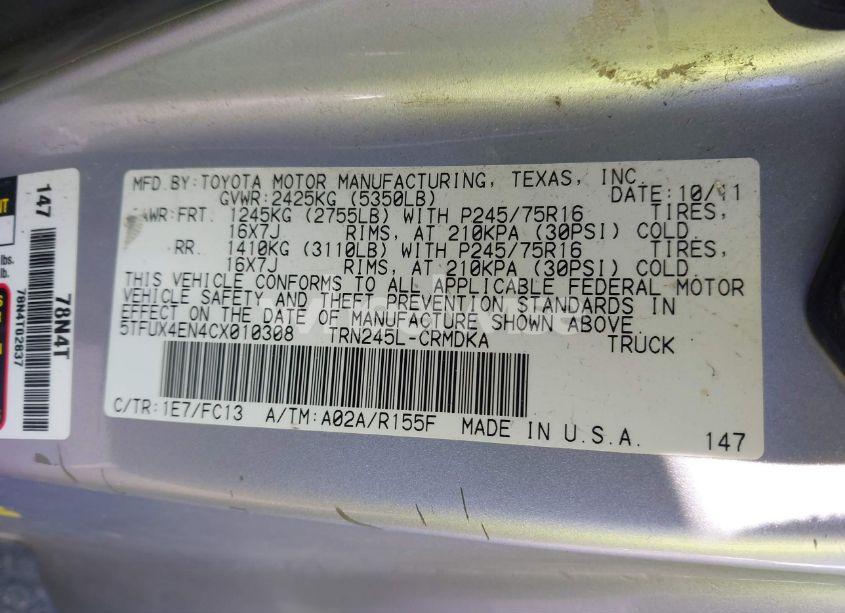 MFD.BY:TOYOTA MOTOR MANUFACTURING, TEXAS, INC.
GVWR:2425KG (5350LB) DATE:10/11
WR:FRT. 1245KG (2755LB) WITH P245/75R16 TIRES,
16X7J RIMS, AT 210KPA (30PSI) COLD.
RR. 1410KG (3110LB) WITH P245/75R16 TIRES,
16X7J RIMS, AT 210KPA (30PSI) COLD.
THIS VEHICLE CONFORMS TO ALL APPLICABLE FEDERAL MOTOR
VEHICLE SAFETY AND THEFT PREVENTION STANDARDS IN
EFFECT ON THE DATE OF MANUFACTURE SHOWN ABOVE.
5TFUX4EN4CX010308 TRN245L-CRMDKA TRUCK
C/TR:1E7/FC13 A/TM:A02A/R155F MADE IN U.S.A.
147
147
78N4T
78N4T02837
lbs.
lb.